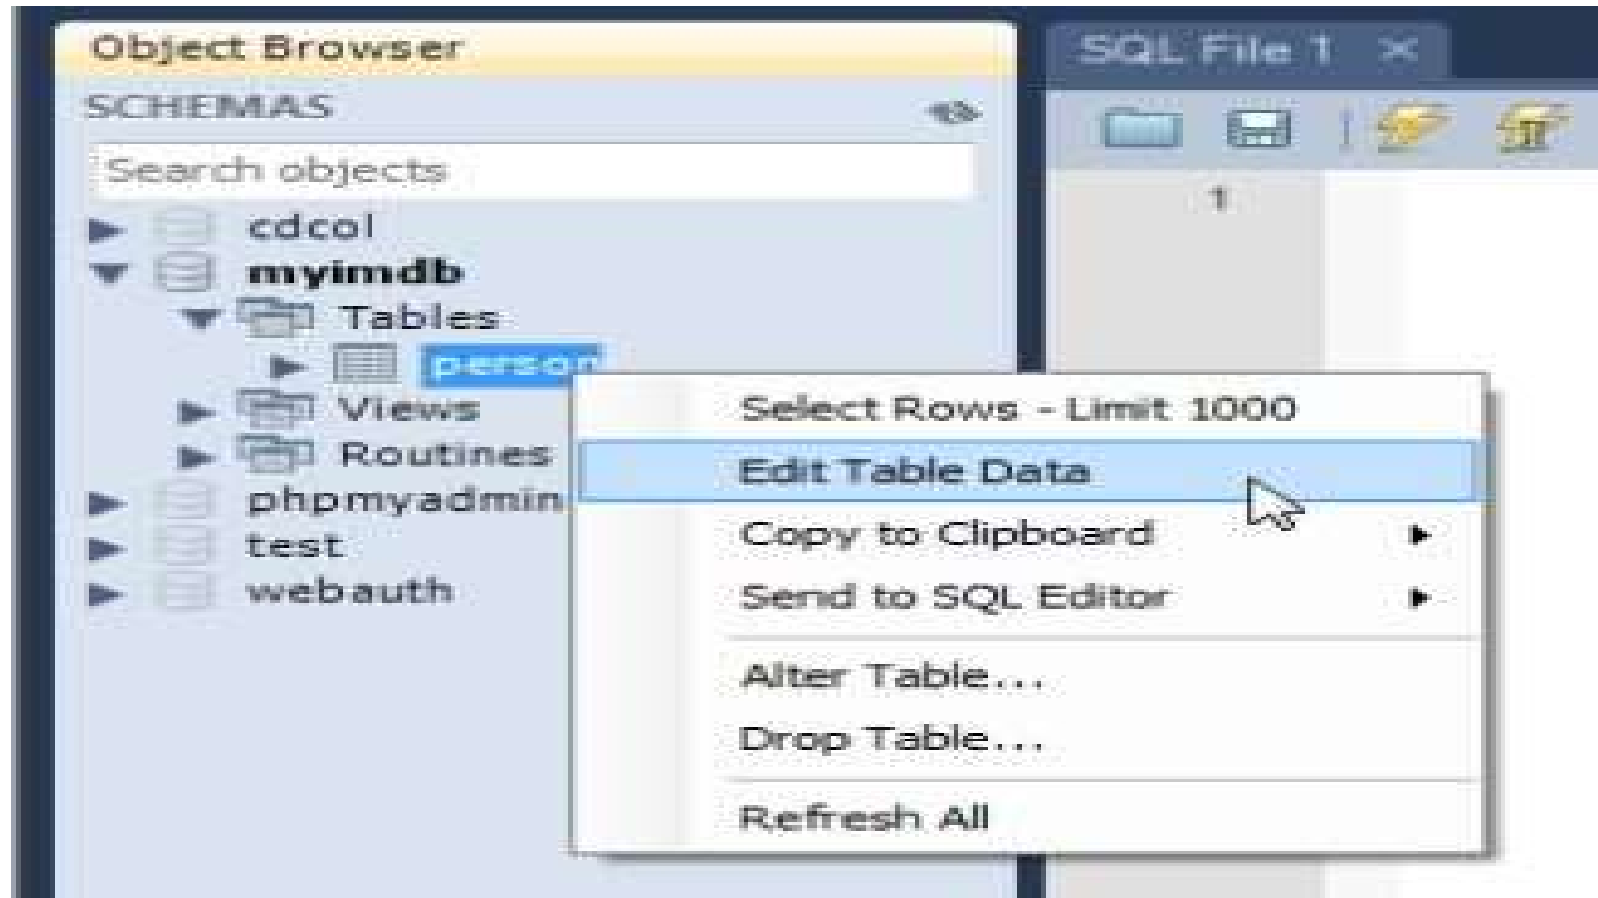 Object Browser
SCHEMAS
Search objects
cdcol
myimdb
Tables
person
Views
Routines
phpmyadmin
test
webauth
SQL File 1
1
Select Rows - Limit 1000
Edit Table Data
Copy to Clipboard
Send to SQL Editor
Alter Table...
Drop Table...
Refresh All